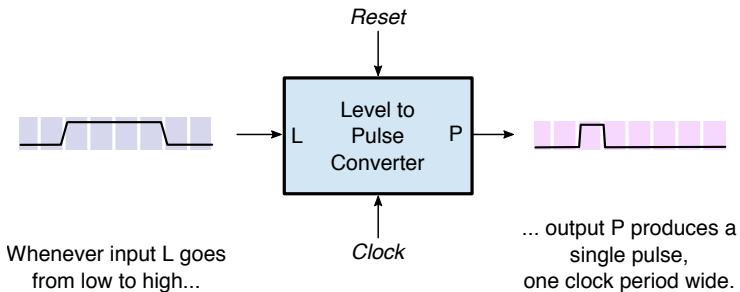 Reset
Level to
Pulse
Converter
L
P
Clock
Whenever input L goes
from low to high...
... output P produces a
single pulse,
one clock period wide.